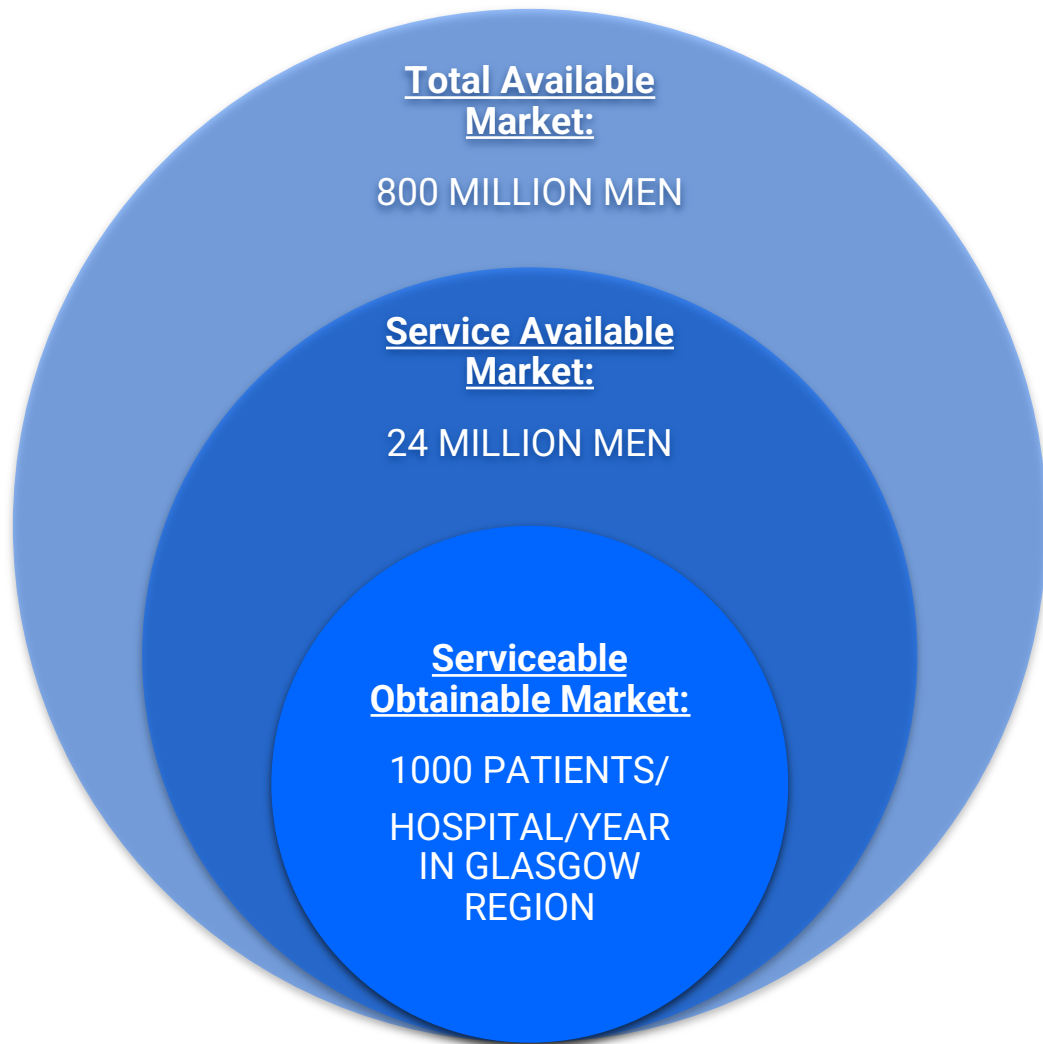 Total Available
Market:
800 MILLION MEN
Service Available
Market:
24 MILLION MEN
Serviceable
Obtainable Market:
1000 PATIENTS/
HOSPITAL/YEAR
IN GLASGOW
REGION